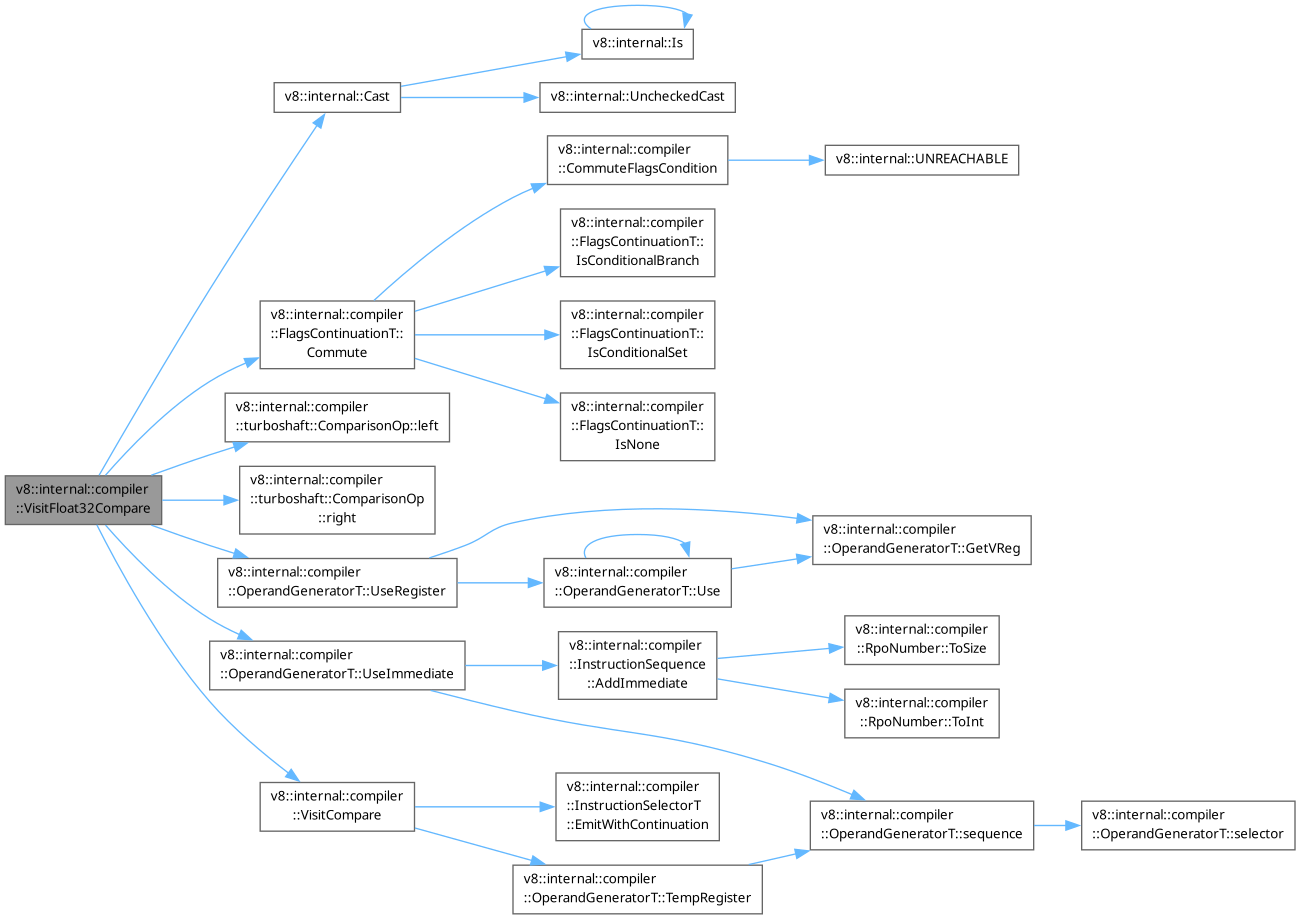 v8::internal::Is
v8::internal::Cast
v8::internal::UncheckedCast
v8::internal::compiler
::CommuteFlagsCondition
v8::internal::UNREACHABLE
v8::internal::compiler
::FlagsContinuationT::
IsConditionalBranch
v8::internal::compiler
::FlagsContinuationT::
Commute
v8::internal::compiler
::FlagsContinuationT::
IsConditionalSet
v8::internal::compiler
::turboshaft::ComparisonOp::left
v8::internal::compiler
::FlagsContinuationT::
IsNone
v8::internal::compiler
::VisitFloat32Compare
v8::internal::compiler
::turboshaft::ComparisonOp
::right
v8::internal::compiler
::OperandGeneratorT::GetVReg
v8::internal::compiler
::OperandGeneratorT::UseRegister
v8::internal::compiler
::OperandGeneratorT::Use
v8::internal::compiler
::OperandGeneratorT::UseImmediate
v8::internal::compiler
::InstructionSequence
::AddImmediate
v8::internal::compiler
::RpoNumber::ToSize
v8::internal::compiler
::RpoNumber::ToInt
v8::internal::compiler
::VisitCompare
v8::internal::compiler
::InstructionSelectorT
::EmitWithContinuation
v8::internal::compiler
::OperandGeneratorT::sequence
v8::internal::compiler
::OperandGeneratorT::selector
v8::internal::compiler
::OperandGeneratorT::TempRegister